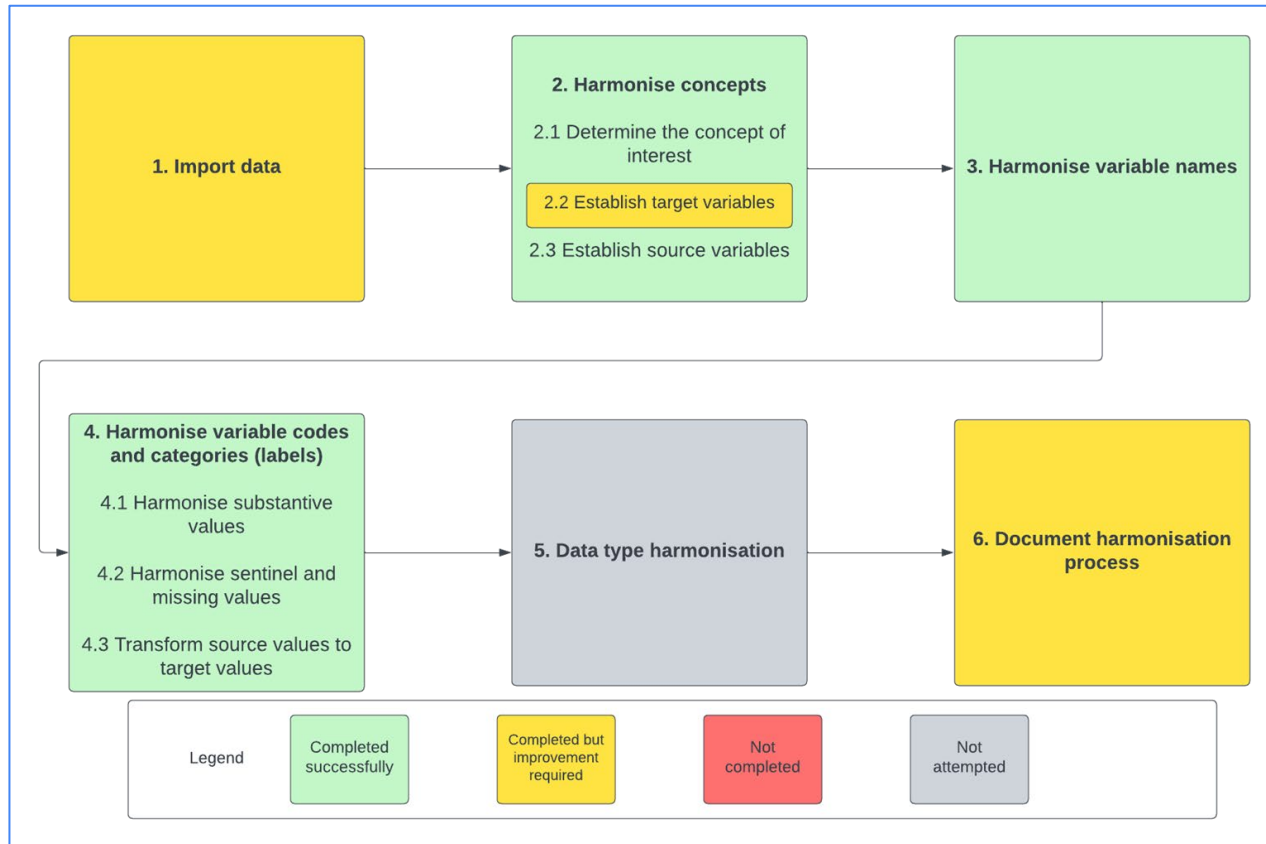 1. Import data
2. Harmonise concepts
2.1 Determine the concept of
interest
2.2 Establish target variables
2.3 Establish source variables
3. Harmonise variable names
4. Harmonise variable codes
and categories (labels)
4.1 Harmonise substantive
values
4.2 Harmonise sentinel and
missing values
4.3 Transform source values to
target values
5. Data type harmonisation
6. Document harmonisation
process
Legend
Completed
successfully
Completed but
improvement
required
Not
completed
Not
attempted